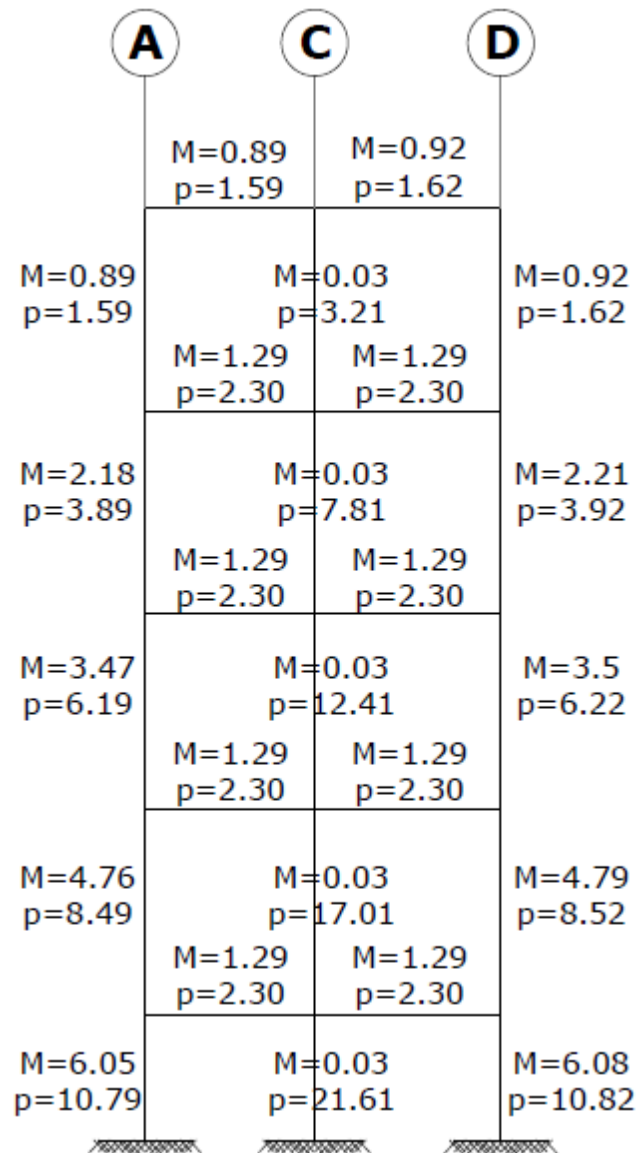 A C D
M=0.89 M=0.92
p=1.59 p=1.62
M=0.89 M=0.03 M=0.92
p=1.59 p=3.21 p=1.62
M=1.29 M=1.29
p=2.30 p=2.30
M=2.18 M=0.03 M=2.21
p=3.89 p=7.81 p=3.92
M=1.29 M=1.29
p=2.30 p=2.30
M=3.47 M=0.03 M=3.5
p=6.19 p=12.41 p=6.22
M=1.29 M=1.29
p=2.30 p=2.30
M=4.76 M=0.03 M=4.79
p=8.49 p=17.01 p=8.52
M=1.29 M=1.29
p=2.30 p=2.30
M=6.05 M=0.03 M=6.08
p=10.79 p=21.61 p=10.82